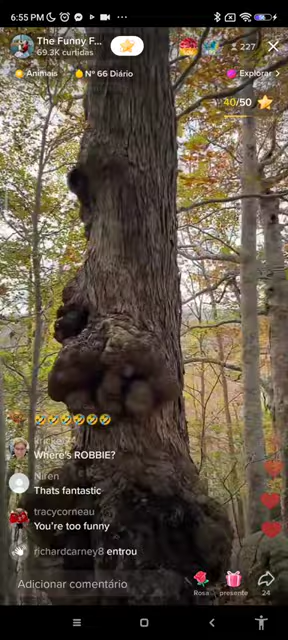 6:55 PM
The Funny F...
69.3K curtidas
227
Animais
Nº 66 Diário
Explorar >
40/50
Where's ROBBIE?
Niren
Thats fantastic
tracycorneau
You're too funny
richardcarney8 entrou
Adicionar comentário
Rosa
presente
24